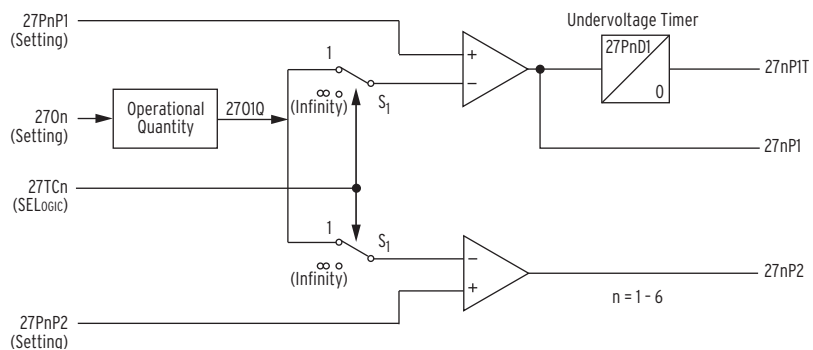 27PnP1
(Setting)
Undervoltage Timer
27PnD1
0
27nP1T
1
+
−
∞
(Infinity)
S1
27On
(Setting)
Operational
Quantity
27O1Q
27nP1
27TCn
(SELOGIC)
1
S1
∞
(Infinity)
−
+
27nP2
n = 1 - 6
27PnP2
(Setting)